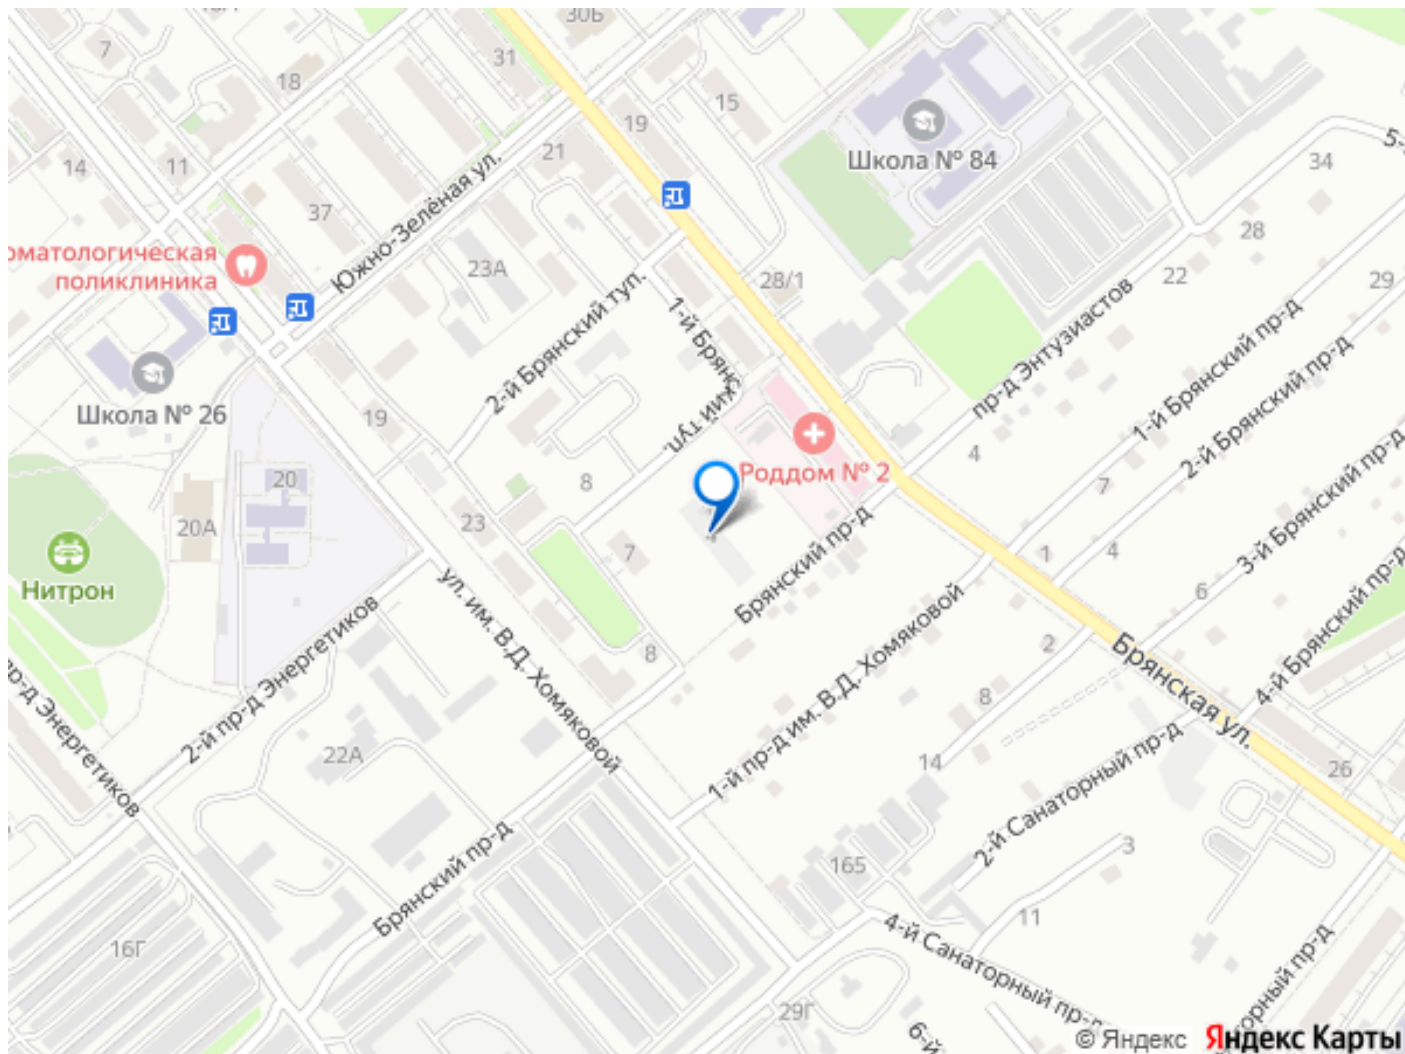 30Б
7
31
18
15
19
Школа № 84
5-
34
14
11
21
Южно-Зелёная ул.
37
28
22
29
оматологическая
поликлиника
23А
28/1
2-й Брянский туп.
1-й Брянский туп.
пр-д Энтузиастов
1-й Брянский пр-д
2-й Брянский пр-д
3-й Брянский пр-д
4-й Брянский пр-д
Школа № 26
19
4
Роддом № 2
20
8
7
23
20А
4
7
1
4
Нитрон
Брянский пр-д
6
ул. им. В.Д. Хомяковой
2-й пр-д Энергетиков
8
2
Брянская ул.
р-д Энергетиков
1-й пр-д им. В.Д. Хомяковой
8
22А
14
26
2-й Санаторный пр-д
3
Брянский пр-д
165
16Г
11
4-й Санаторный пр-д
29Г
6-й
торный пр-д
© Яндекс Яндекс Карты